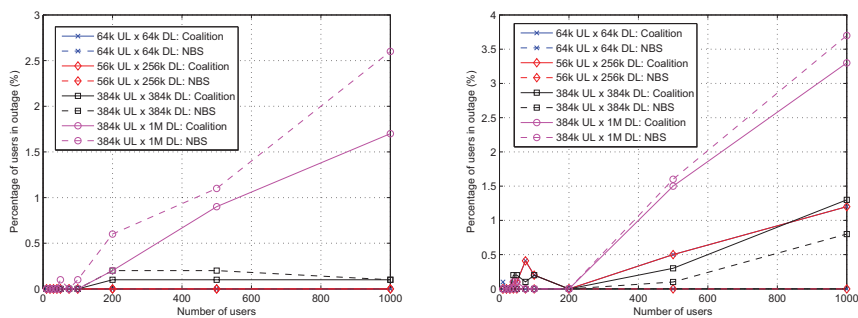 Percentage of users in outage (%)
3
2.5
2
1.5
1
0.5
0
64k UL x 64k DL: Coalition
64k UL x 64k DL: NBS
56k UL x 256k DL: Coalition
56k UL x 256k DL: NBS
384k UL x 384k DL: Coalition
384k UL x 384k DL: NBS
384k UL x 1M DL: Coalition
384k UL x 1M DL: NBS
0 200 400 600 800 1000
Number of users
Percentage of users in outage (%)
4
3.5
3
2.5
2
1.5
1
0.5
0
64k UL x 64k DL: Coalition
64k UL x 64k DL: NBS
56k UL x 256k DL: Coalition
56k UL x 256k DL: NBS
384k UL x 384k DL: Coalition
384k UL x 384k DL: NBS
384k UL x 1M DL: Coalition
384k UL x 1M DL: NBS
0 200 400 600 800 1000
Number of users